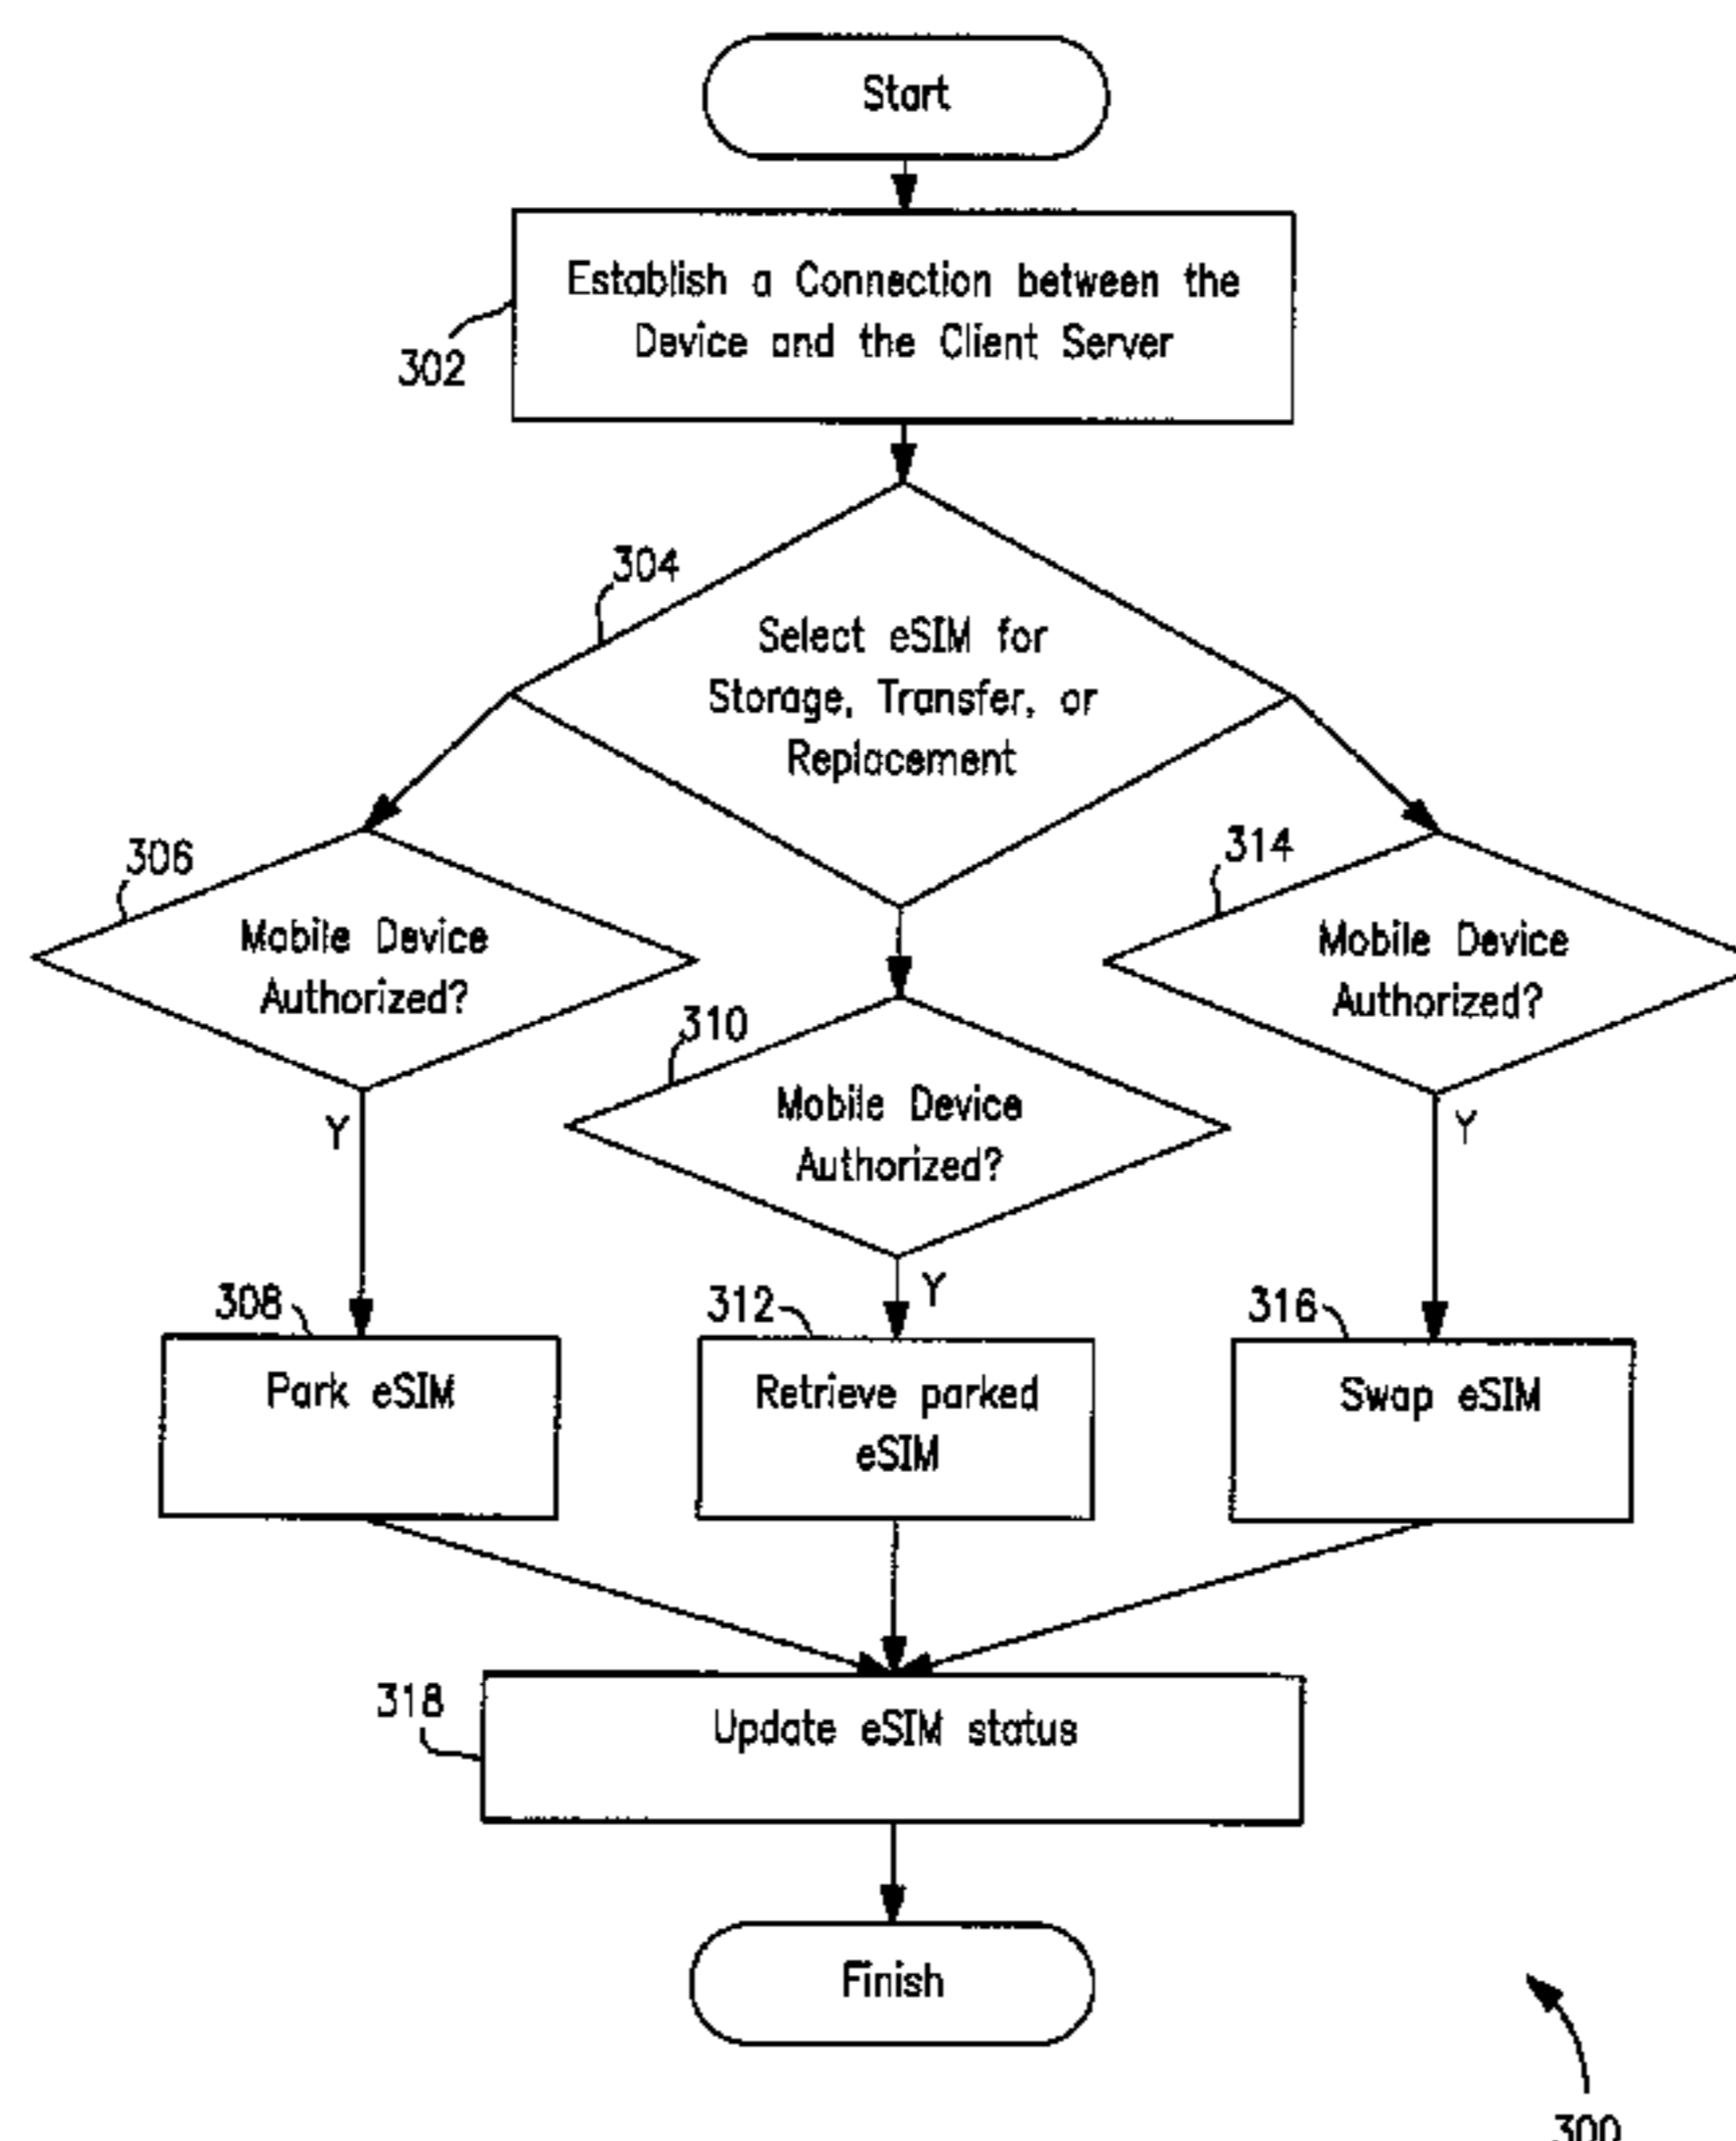 Start
Establish a Connection between the
Device and the Client Server
302
304
Select eSIM for
Storage, Transfer, or
Replacement
306
Mobile Device
Authorized?
314
Mobile Device
Authorized?
310
Mobile Device
Authorized?
Y
Y
Y
308
Park eSIM
312
Retrieve parked
eSIM
316
Swap eSIM
318
Update eSIM status
Finish
300